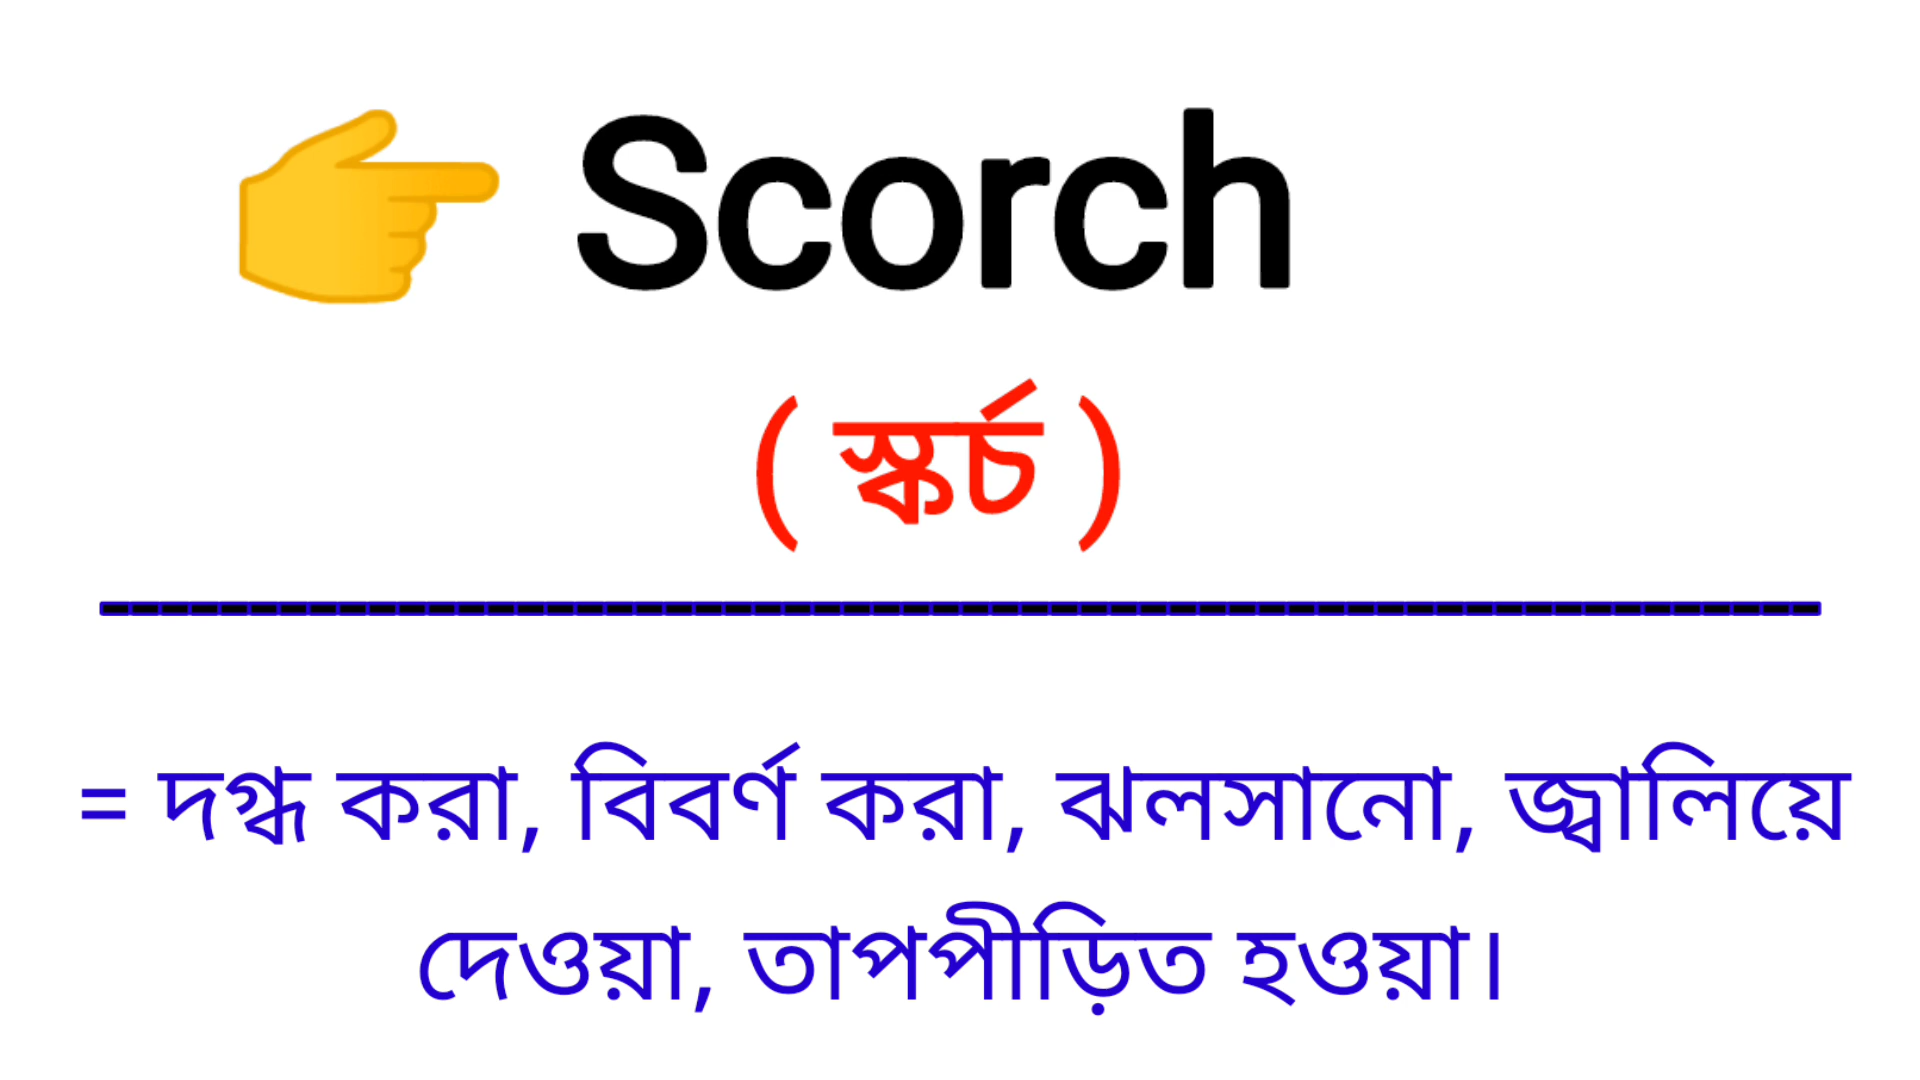 👉 Scorch
( স্কর্চ )
----------------------------------------------------------
= দগ্ধ করা, বিবর্ণ করা, ঝলসানো, জ্বালিয়ে
দেওয়া, তাপপীড়িত হওয়া।